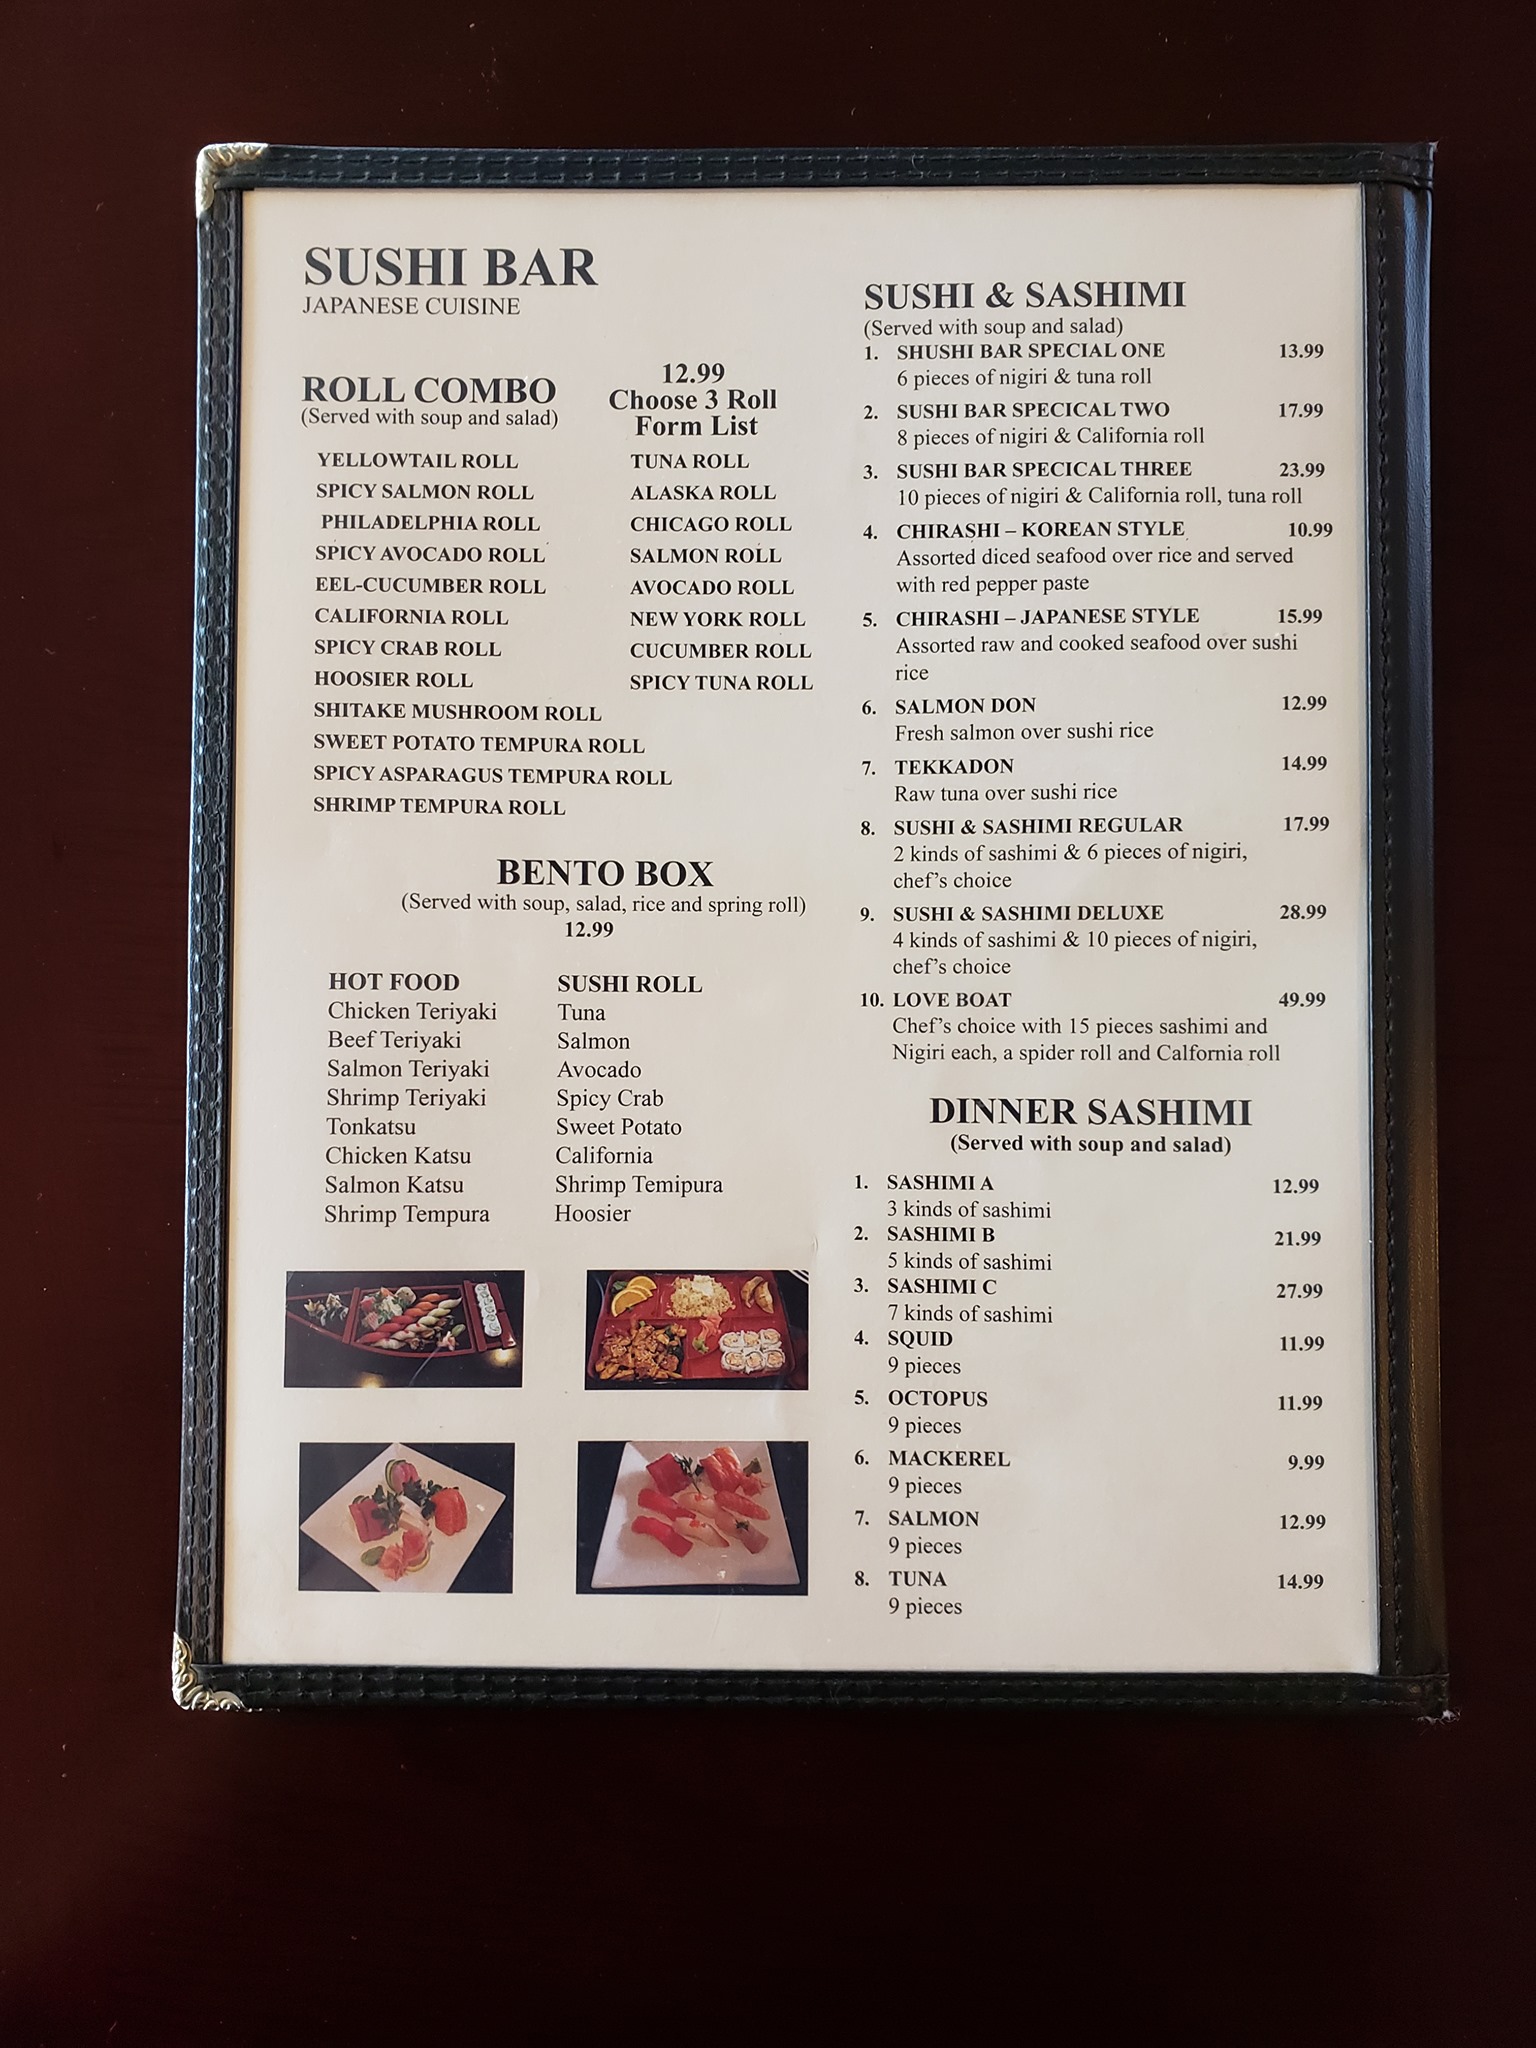 SUSHI BAR
JAPANESE CUISINE
ROLL COMBO
(Served with soup and salad)
12.99
Choose 3 Roll
Form List
YELLOWTAIL ROLL
SPICY SALMON ROLL
PHILADELPHIA ROLL
SPICY AVOCADO ROLL
EEL-CUCUMBER ROLL
CALIFORNIA ROLL
SPICY CRAB ROLL
HOOSIER ROLL
SHITAKE MUSHROOM ROLL
SWEET POTATO TEMPURA ROLL
SPICY ASPARAGUS TEMPURA ROLL
SHRIMP TEMPURA ROLL
TUNA ROLL
ALASKA ROLL
CHICAGO ROLL
SALMON ROLL
AVOCADO ROLL
NEW YORK ROLL
CUCUMBER ROLL
SPICY TUNA ROLL
BENTO BOX
(Served with soup, salad, rice and spring roll)
12.99
HOT FOOD
Chicken Teriyaki
Beef Teriyaki
Salmon Teriyaki
Shrimp Teriyaki
Tonkatsu
Chicken Katsu
Salmon Katsu
Shrimp Tempura
SUSHI ROLL
Tuna
Salmon
Avocado
Spicy Crab
Sweet Potato
California
Shrimp Temipura
Hoosier
SUSHI & SASHIMI
(Served with soup and salad)
1. SHUSHI BAR SPECIAL ONE 13.99
6 pieces of nigiri & tuna roll
2. SUSHI BAR SPECICAL TWO 17.99
8 pieces of nigiri & California roll
3. SUSHI BAR SPECICAL THREE 23.99
10 pieces of nigiri & California roll, tuna roll
4. CHIRASHI – KOREAN STYLE 10.99
Assorted diced seafood over rice and served
with red pepper paste
5. CHIRASHI – JAPANESE STYLE 15.99
Assorted raw and cooked seafood over sushi
rice
6. SALMON DON 12.99
Fresh salmon over sushi rice
7. TEKKADON 14.99
Raw tuna over sushi rice
8. SUSHI & SASHIMI REGULAR 17.99
2 kinds of sashimi & 6 pieces of nigiri,
chef's choice
9. SUSHI & SASHIMI DELUXE 28.99
4 kinds of sashimi & 10 pieces of nigiri,
chef's choice
10. LOVE BOAT 49.99
Chef's choice with 15 pieces sashimi and
Nigiri each, a spider roll and Calfornia roll
DINNER SASHIMI
(Served with soup and salad)
1. SASHIMI A 12.99
3 kinds of sashimi
2. SASHIMI B 21.99
5 kinds of sashimi
3. SASHIMI C 27.99
7 kinds of sashimi
4. SQUID 11.99
9 pieces
5. OCTOPUS 11.99
9 pieces
6. MACKEREL 9.99
9 pieces
7. SALMON 12.99
9 pieces
8. TUNA 14.99
9 pieces